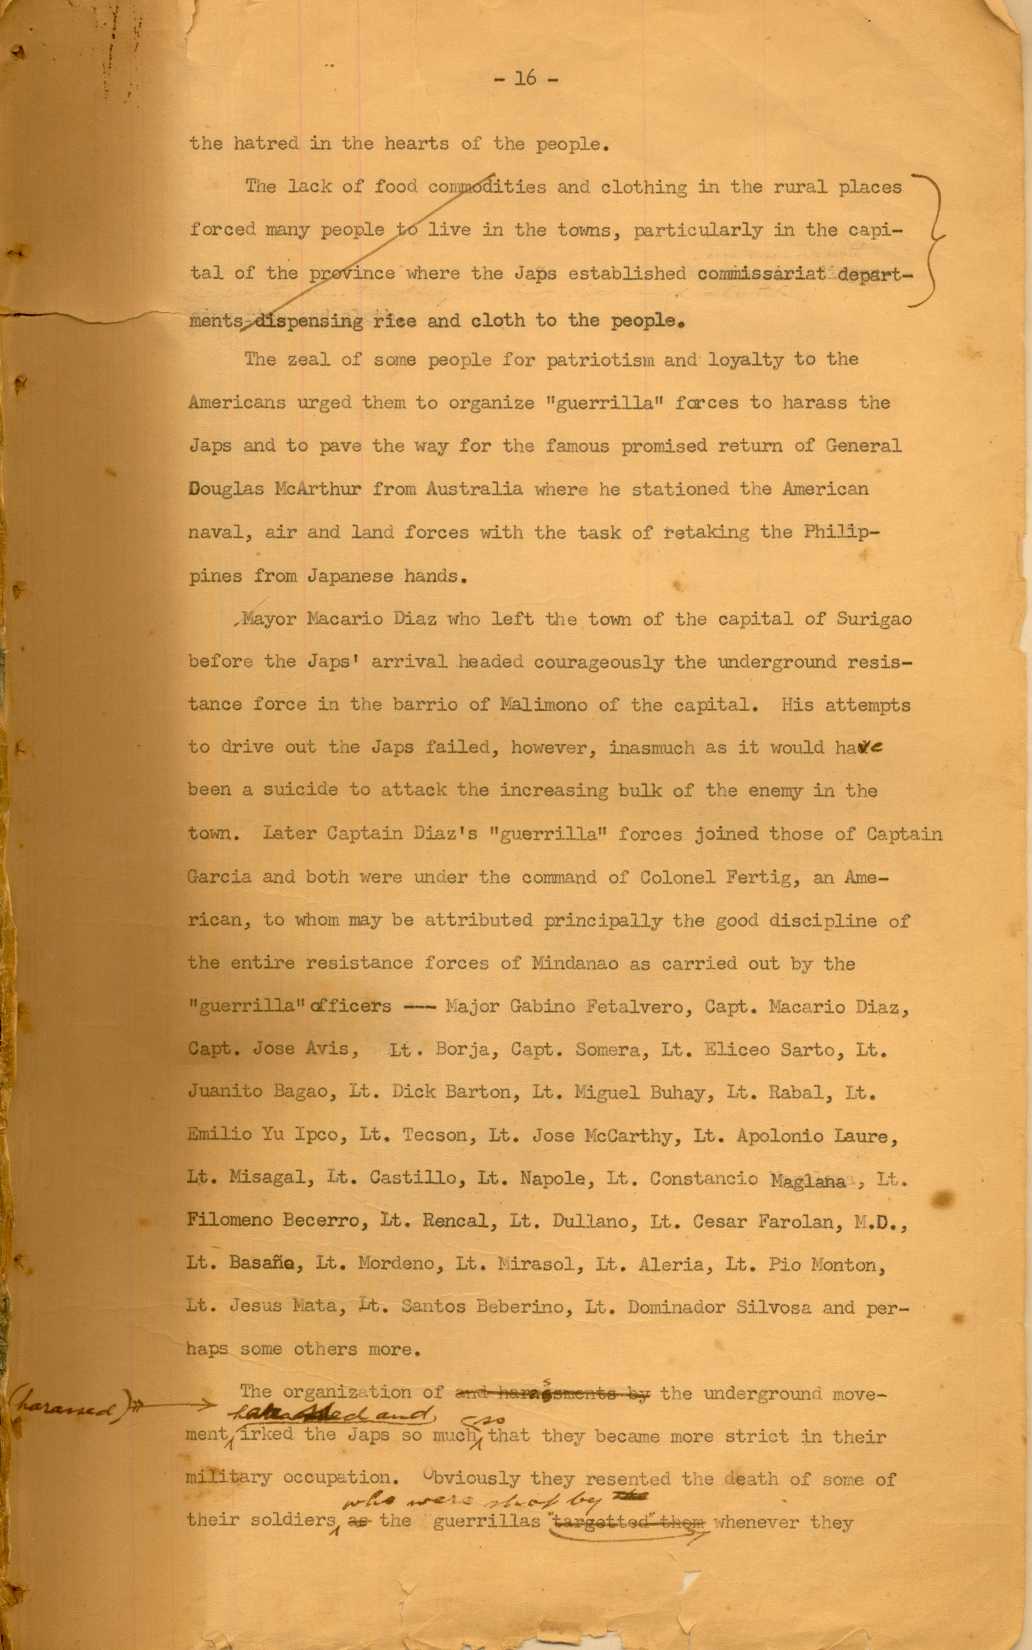 - 16 -
the hatred in the hearts of the people.
The lack of food commodities and clothing in the rural places
forced many people to live in the towns, particularly in the capi-
tal of the province where the Japs established commissariat depart-
ments dispensing rice and cloth to the people.
The zeal of some people for patriotism and loyalty to the
Americans urged them to organize "guerrilla" forces to harass the
Japs and to pave the way for the famous promised return of General
Douglas McArthur from Australia where he stationed the American
naval, air and land forces with the task of retaking the Philip-
pines from Japanese hands.
Mayor Macario Diaz who left the town of the capital of Surigao
before the Japs' arrival headed courageously the underground resis-
tance force in the barrio of Malimono of the capital. His attempts
to drive out the Japs failed, however, inasmuch as it would have
been a suicide to attack the increasing bulk of the enemy in the
town. Later Captain Diaz's "guerrilla" forces joined those of Captain
Garcia and both were under the command of Colonel Fertig, an Ame-
rican, to whom may be attributed principally the good discipline of
the entire resistance forces of Mindanao as carried out by the
"guerrilla" officers --- Major Gabino Fetalvero, Capt. Macario Diaz,
Capt. Jose Avis, Lt. Borja, Capt. Somera, Lt. Eliceo Sarto, Lt.
Juanito Bagao, Lt. Dick Barton, Lt. Miguel Buhay, Lt. Rabal, Lt.
Emilio Yu Ipco, Lt. Tecson, Lt. Jose McCarthy, Lt. Apolonio Laure,
Lt. Misagal, Lt. Castillo, Lt. Napole, Lt. Constancio Maglana, Lt.
Filomeno Becerro, Lt. Rencal, Lt. Dullano, Lt. Cesar Farolan, M.D.,
Lt. Basaño, Lt. Mordeno, Lt. Mirasol, Lt. Aleria, Lt. Pio Monton,
Lt. Jesus Mata, Lt. Santos Beberino, Lt. Dominador Silvosa and per-
haps some others more.
The organization of and harassments by the underground move-
(harassed) harassed and so
ment, irked the Japs so much, that they became more strict in their
military occupation. Obviously they resented the death of some of
who were shot by the
their soldiers, as the guerrillas "targetted" them whenever they